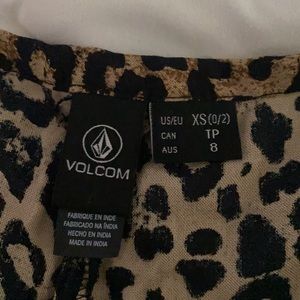 VOLCOM
FABRIQUE EN INDE
FABRICADO NA ÍNDIA
HECHO EN INDIA
MADE IN INDIA
US/EU XS(0/2)
CAN TP
AUS 8